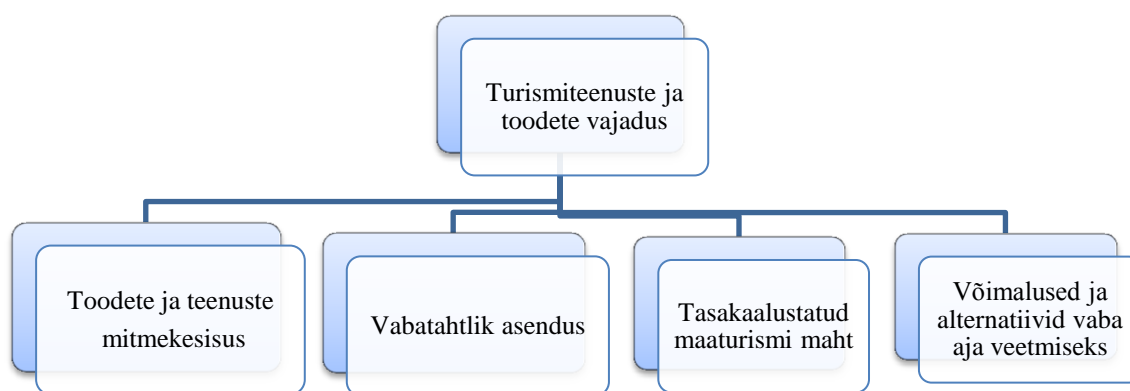 Turismiteenuste ja
toodete vajadus
Toodete ja teenuste
mitmekesisus
Vabatahtlik asendus
Tasakaalustatud
maaturismi maht
Võimalused ja
alternatiivid vaba
aja veetmiseks